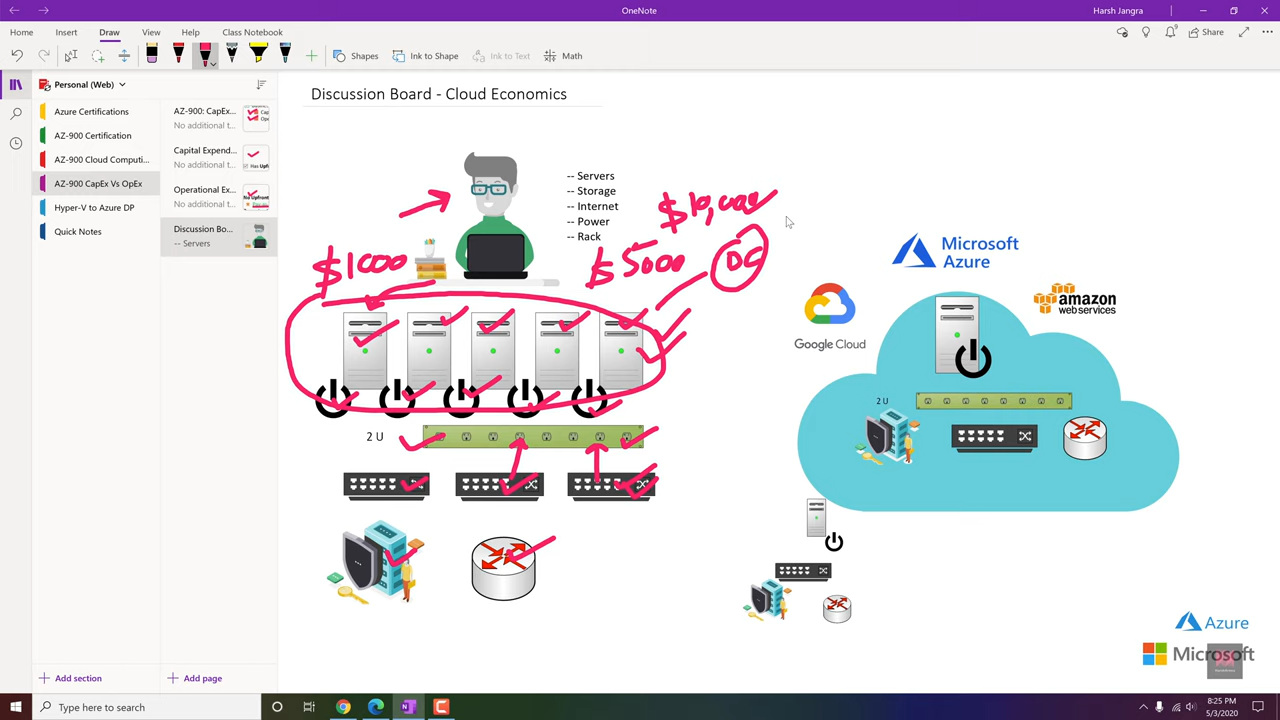 OneNote
Harsh Jangra
Home Insert Draw View Help Class Notebook
Share
Shapes Ink to Shape Ink to Text Math
Personal (Web)
Azure Certifications
AZ-900 Certification
AZ-900 Cloud Computi...
AZ-900 CapEx Vs OpEx
Hyper-V to Azure DP
Quick Notes
AZ-900: CapEx...
No additional t...
Capital Expend...
No additional t...
Operational Ex...
No additional t...
Discussion Bo...
-- Servers
Discussion Board - Cloud Economics
-- Servers
-- Storage
-- Internet
-- Power
-- Rack
$10,000
$1000
$5000
DC
2 U
Microsoft
Azure
Google Cloud
amazon
web services
2 U
Azure
Microsoft
Add section
Add page
Type here to search
8:25 PM
5/3/2020